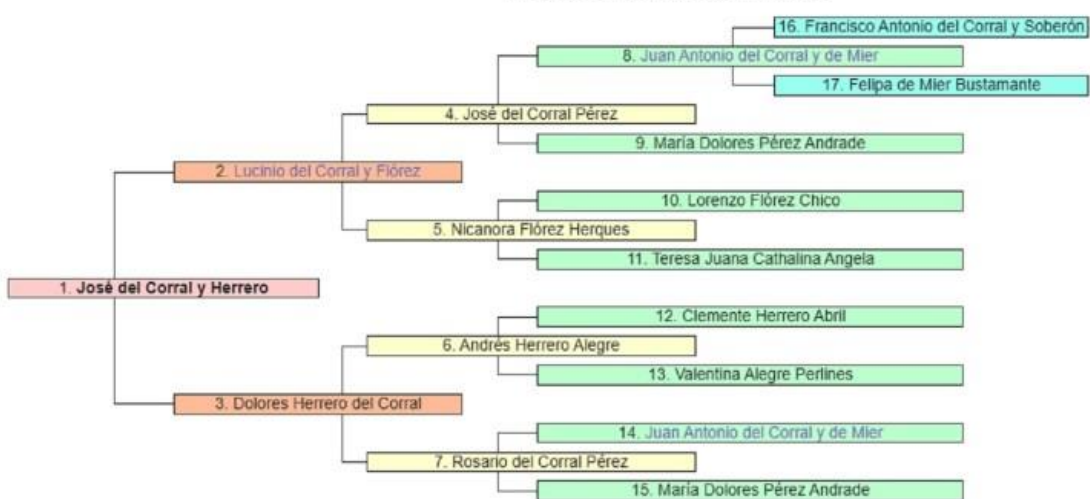 16. Francisco Antonio del Corral y Soberón
8. Juan Antonio del Corral y de Mier
17. Felipa de Mier Bustamante
4. José del Corral Pérez
9. María Dolores Pérez Andrade
2. Lucinio del Corral y Flórez
10. Lorenzo Flórez Chico
5. Nicanora Flórez Herques
11. Teresa Juana Cathalina Angela
1. José del Corral y Herrero
12. Clemente Herrero Abril
6. Andrés Herrero Alegre
13. Valentina Alegre Perlines
3. Dolores Herrero del Corral
14. Juan Antonio del Corral y de Mier
7. Rosario del Corral Pérez
15. María Dolores Pérez Andrade